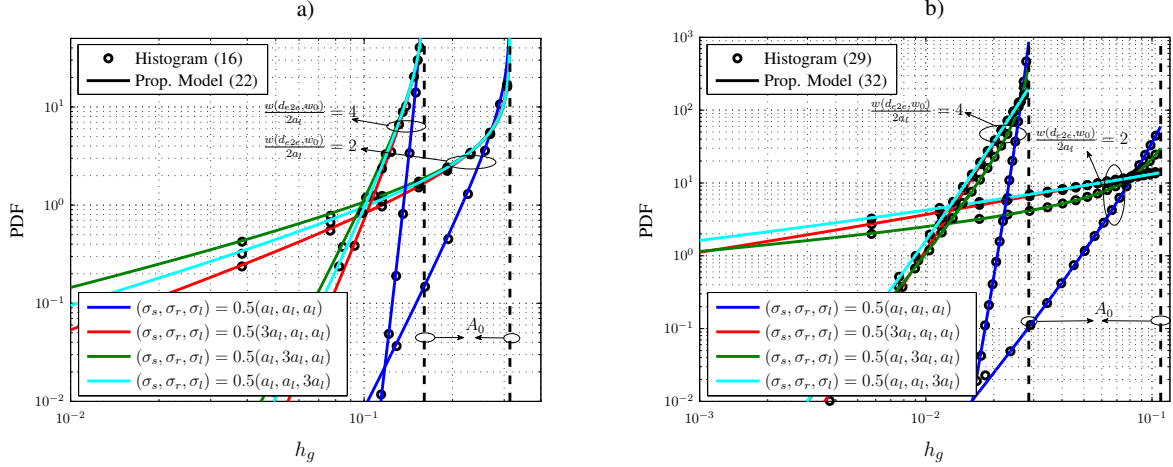 a)
Histogram (16)
Prop. Model (22)
w(d_{e2e}, w_0) / 2a_l = 4
w(d_{e2e}, w_0) / 2a_l = 2
A_0
(σ_s, σ_r, σ_l) = 0.5(a_l, a_l, a_l)
(σ_s, σ_r, σ_l) = 0.5(3a_l, a_l, a_l)
(σ_s, σ_r, σ_l) = 0.5(a_l, 3a_l, a_l)
(σ_s, σ_r, σ_l) = 0.5(a_l, a_l, 3a_l)
PDF
10^1
10^0
10^{-1}
10^{-2}
10^{-2} 10^{-1}
h_g
b)
Histogram (29)
Prop. Model (32)
w(d_{e2e}, w_0) / 2a_l = 4
w(d_{e2e}, w_0) / 2a_l = 2
A_0
(σ_s, σ_r, σ_l) = 0.5(a_l, a_l, a_l)
(σ_s, σ_r, σ_l) = 0.5(3a_l, a_l, a_l)
(σ_s, σ_r, σ_l) = 0.5(a_l, 3a_l, a_l)
(σ_s, σ_r, σ_l) = 0.5(a_l, a_l, 3a_l)
PDF
10^3
10^2
10^1
10^0
10^{-1}
10^{-2}
10^{-3} 10^{-2} 10^{-1}
h_g